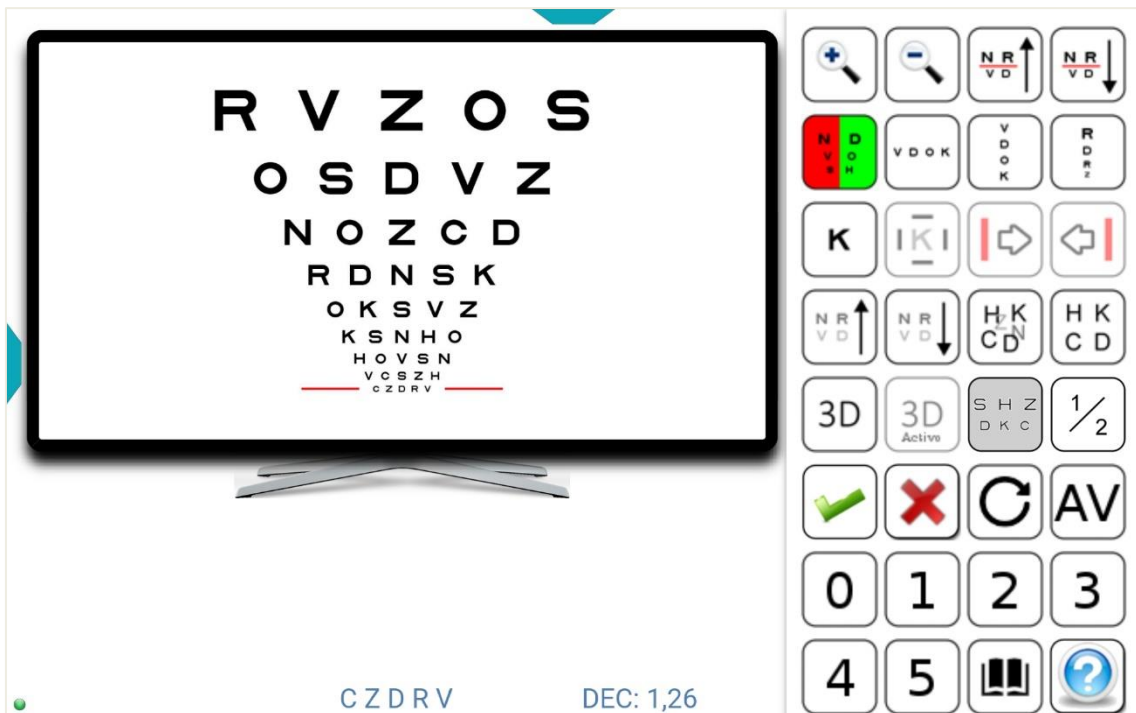 R V Z O S
O S D V Z
N O Z C D
R D N S K
O K S V Z
K S N H O
H O V S N
V C S Z H
C Z D R V
C Z D R V
DEC: 1,26
N R
V D
N R
V D
N D
V O
S H
V D O K
V
D
O
K
R
D
R
Z
K
K
N R
V D
N R
V D
H K
Z N
C D
H K
C D
3D
3D
Active
S H Z
D K C
1/2
AV
0
1
2
3
4
5
?